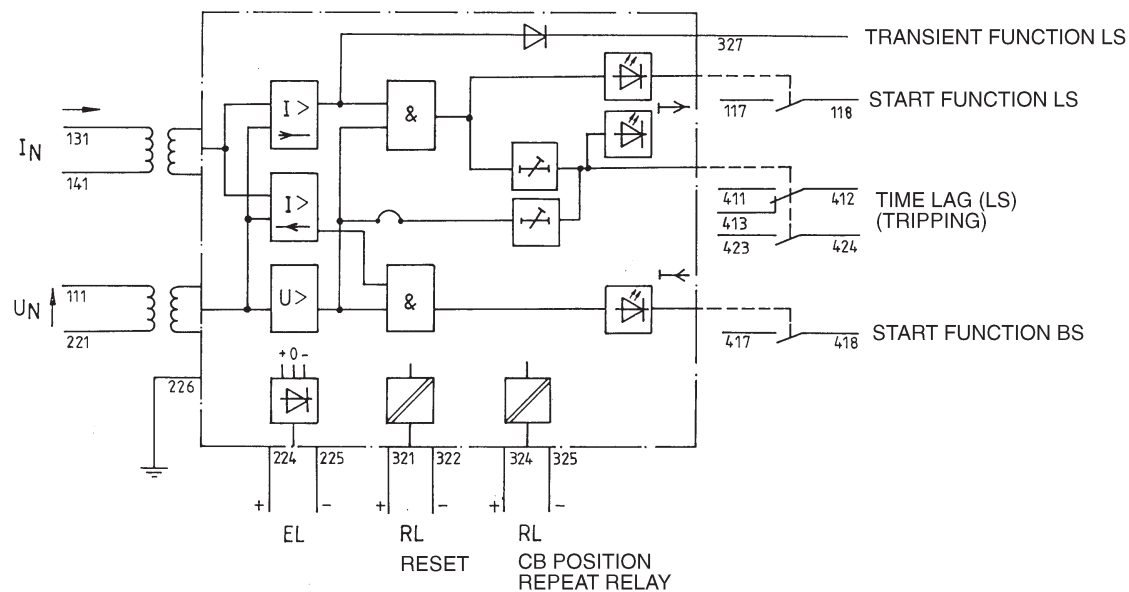 327
TRANSIENT FUNCTION LS
I>
&
117
118
START FUNCTION LS
IN
131
141
I>
411
412
413
423
424
TIME LAG (LS)
(TRIPPING)
UN
111
221
U>
&
417
418
START FUNCTION BS
226
+ 0 -
224
225
321
322
324
325
+ -
+ -
+ -
EL
RL
RESET
RL
CB POSITION
REPEAT RELAY